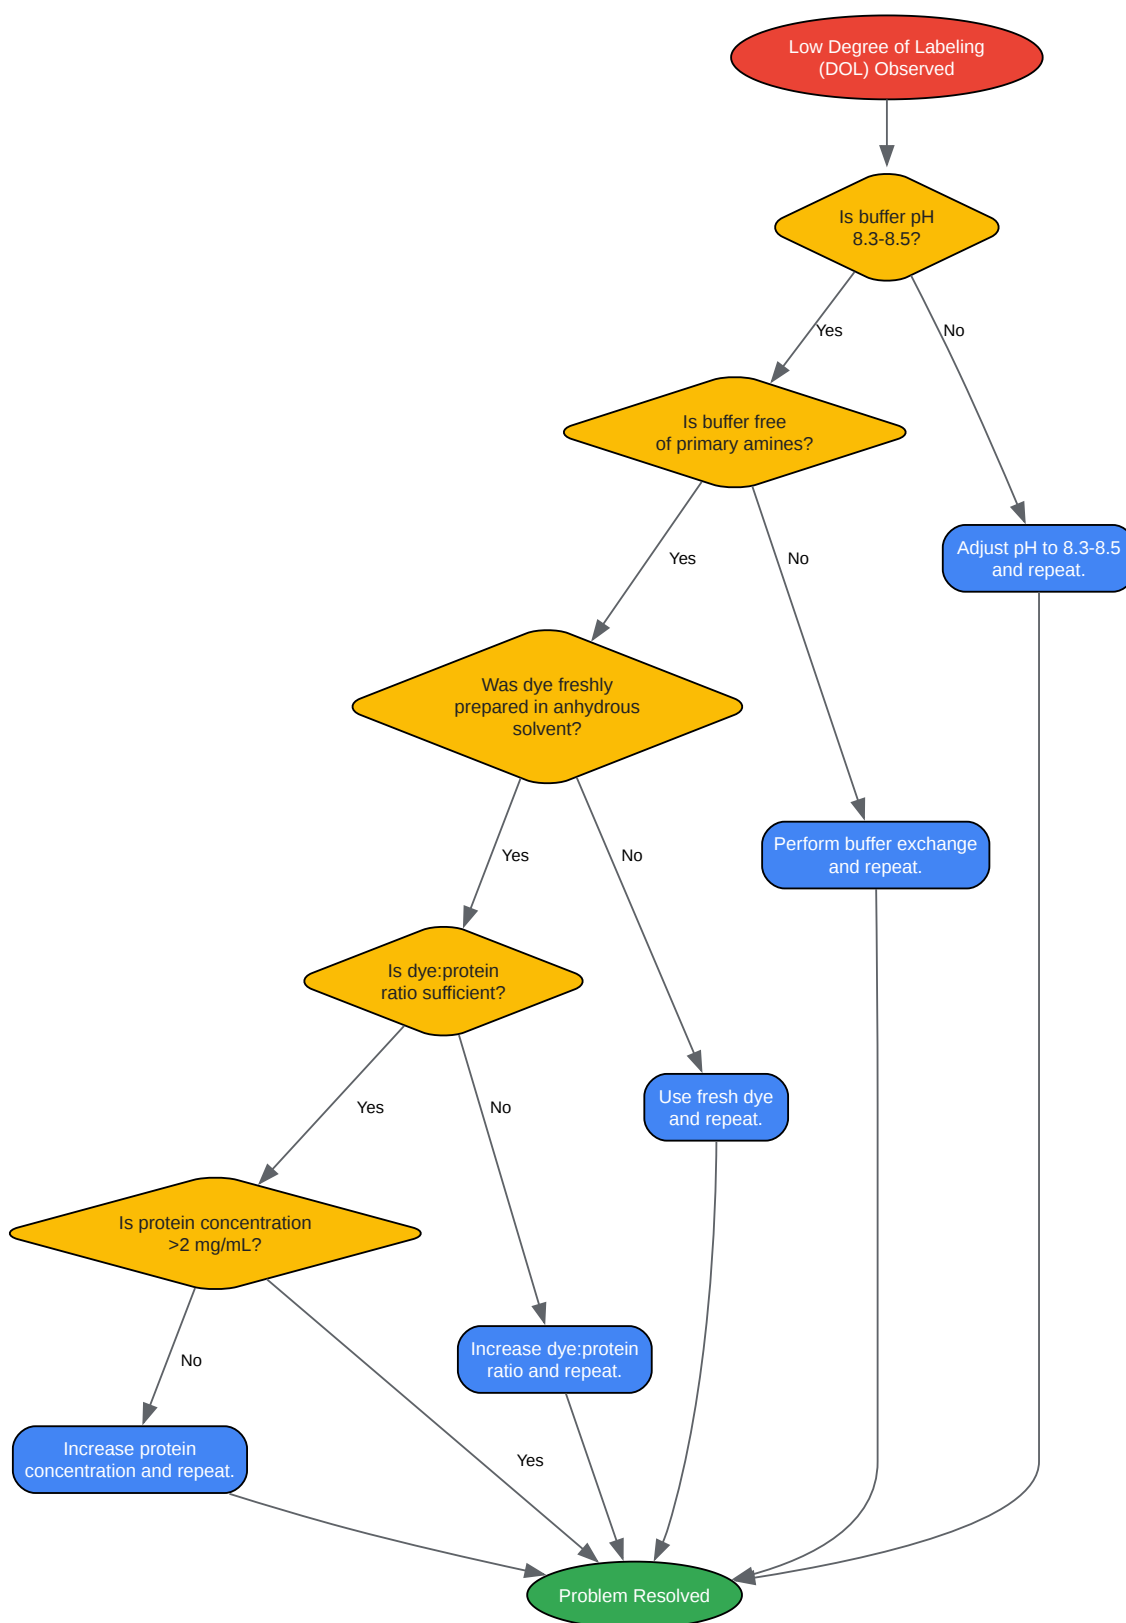 Low Degree of Labeling
(DOL) Observed
Is buffer pH
8.3-8.5?
Yes
No
Is buffer free
of primary amines?
Yes
No
Adjust pH to 8.3-8.5
and repeat.
Was dye freshly
prepared in anhydrous
solvent?
Yes
No
Perform buffer exchange
and repeat.
Is dye:protein
ratio sufficient?
Yes
No
Use fresh dye
and repeat.
Is protein concentration
>2 mg/mL?
No
Yes
Increase dye:protein
ratio and repeat.
Increase protein
concentration and repeat.
Problem Resolved